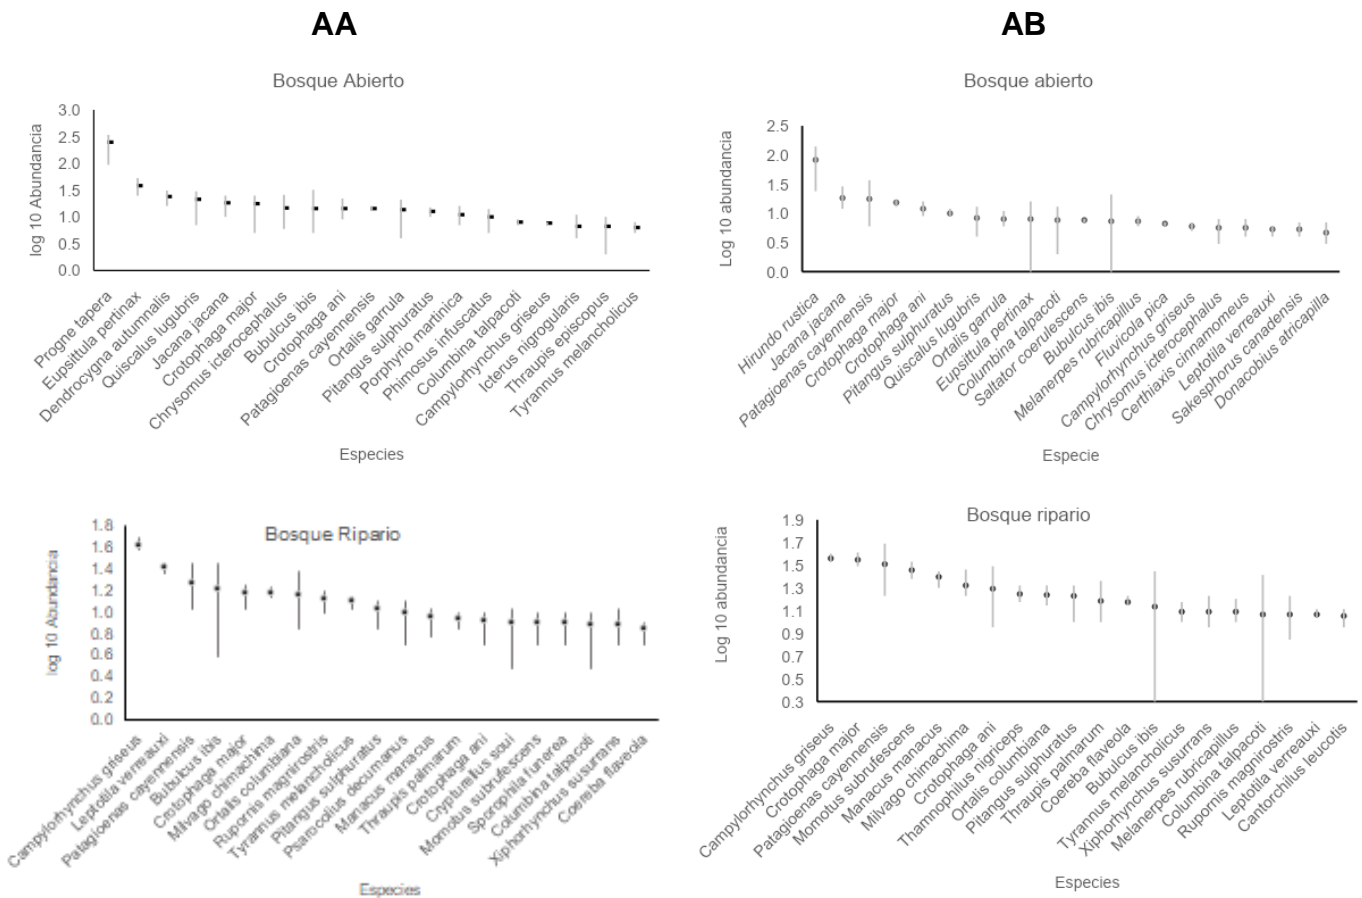 AA
AB
Bosque Abierto
log 10 Abundancia
3.0
2.5
2.0
1.5
1.0
0.5
0.0
Progne tapera
Eupsittula pertinax
Dendrocygna autumnalis
Quiscalus lugubris
Jacana jacana
Crotophaga major
Chrysomus icterocephalus
Bubulcus ibis
Crotophaga ani
Patagioenas cayennensis
Ortalis garrula
Pitangus sulphuratus
Porphyrio martinica
Phimosus infuscatus
Columbina talpacoti
Campylorhynchus griseus
Icterus nigrogularis
Thraupis episcopus
Tyrannus melancholicus
Especies
Bosque abierto
Log 10 abundancia
2.5
2.0
1.5
1.0
0.5
0.0
Hirundo rustica
Jacana jacana
Patagioenas cayennensis
Crotophaga major
Crotophaga ani
Pitangus sulphuratus
Quiscalus lugubris
Ortalis garrula
Eupsittula pertinax
Columbina talpacoti
Saltator coerulescens
Bubulcus ibis
Melanerpes rubricapillus
Fluvicola pica
Campylorhynchus griseus
Chrysomus icterocephalus
Certhiaxis cinnamomeus
Leptotila verreauxi
Sakesphorus canadensis
Donacobius atricapilla
Especie
Bosque Ripario
log 10 Abundancia
1.8
1.6
1.4
1.2
1.0
0.8
0.6
0.4
0.2
0.0
Campylorhynchus griseus
Leptotila verreauxi
Patagioenas cayennensis
Bubulcus ibis
Crotophaga major
Milvago chimachima
Ortalis columbiana
Rupornis magnirostris
Tyrannus melancholicus
Pitangus sulphuratus
Psarocolius decumanus
Manacus manacus
Thraupis palmarum
Crotophaga ani
Crypturellus soui
Momotus subrufescens
Sporophila funerea
Columbina talpacoti
Xiphorhynchus susurrans
Coereba flaveola
Especies
Bosque ripario
Log 10 abundancia
1.9
1.7
1.5
1.3
1.1
0.9
0.7
0.5
0.3
Campylorhynchus griseus
Crotophaga major
Patagioenas cayennensis
Momotus subrufescens
Manacus manacus
Milvago chimachima
Crotophaga ani
Thamnophilus nigriceps
Ortalis columbiana
Pitangus sulphuratus
Thraupis palmarum
Coereba flaveola
Bubulcus ibis
Tyrannus melancholicus
Xiphorhynchus susurrans
Melanerpes rubricapillus
Columbina talpacoti
Rupornis magnirostris
Leptotila verreauxi
Cantorchilus leucotis
Especies